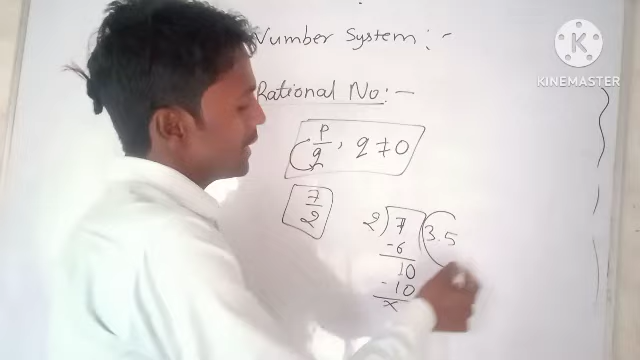 Number System :-
Rational No :-
p/q, q ≠ 0
7/2
2) 7 (3.5
-6
10
-10
x
K
KINEMASTER